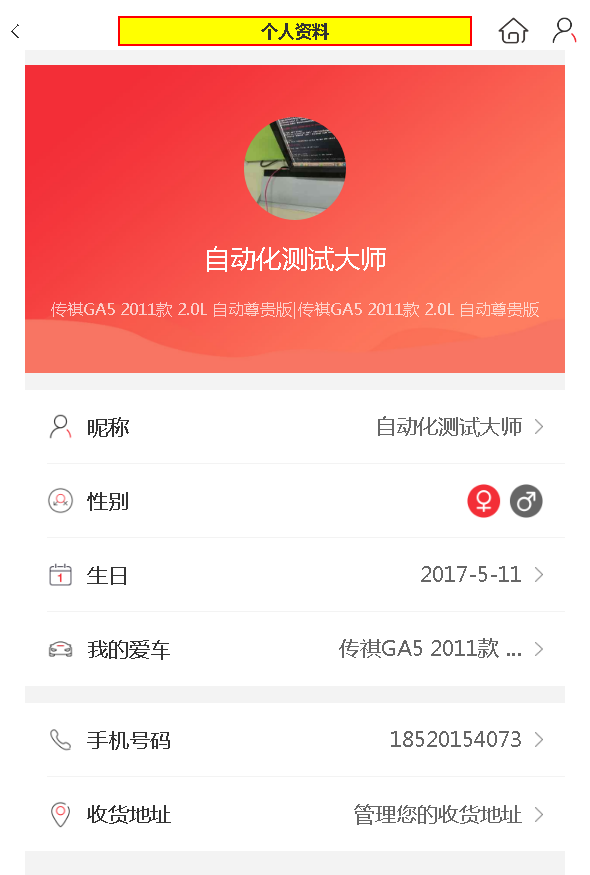 个人资料
自动化测试大师
传祺GA5 2011款 2.0L 自动尊贵版|传祺GA5 2011款 2.0L 自动尊贵版
昵称 自动化测试大师
性别
生日 2017-5-11
我的爱车 传祺GA5 2011款 ...
手机号码 18520154073
收货地址 管理您的收货地址